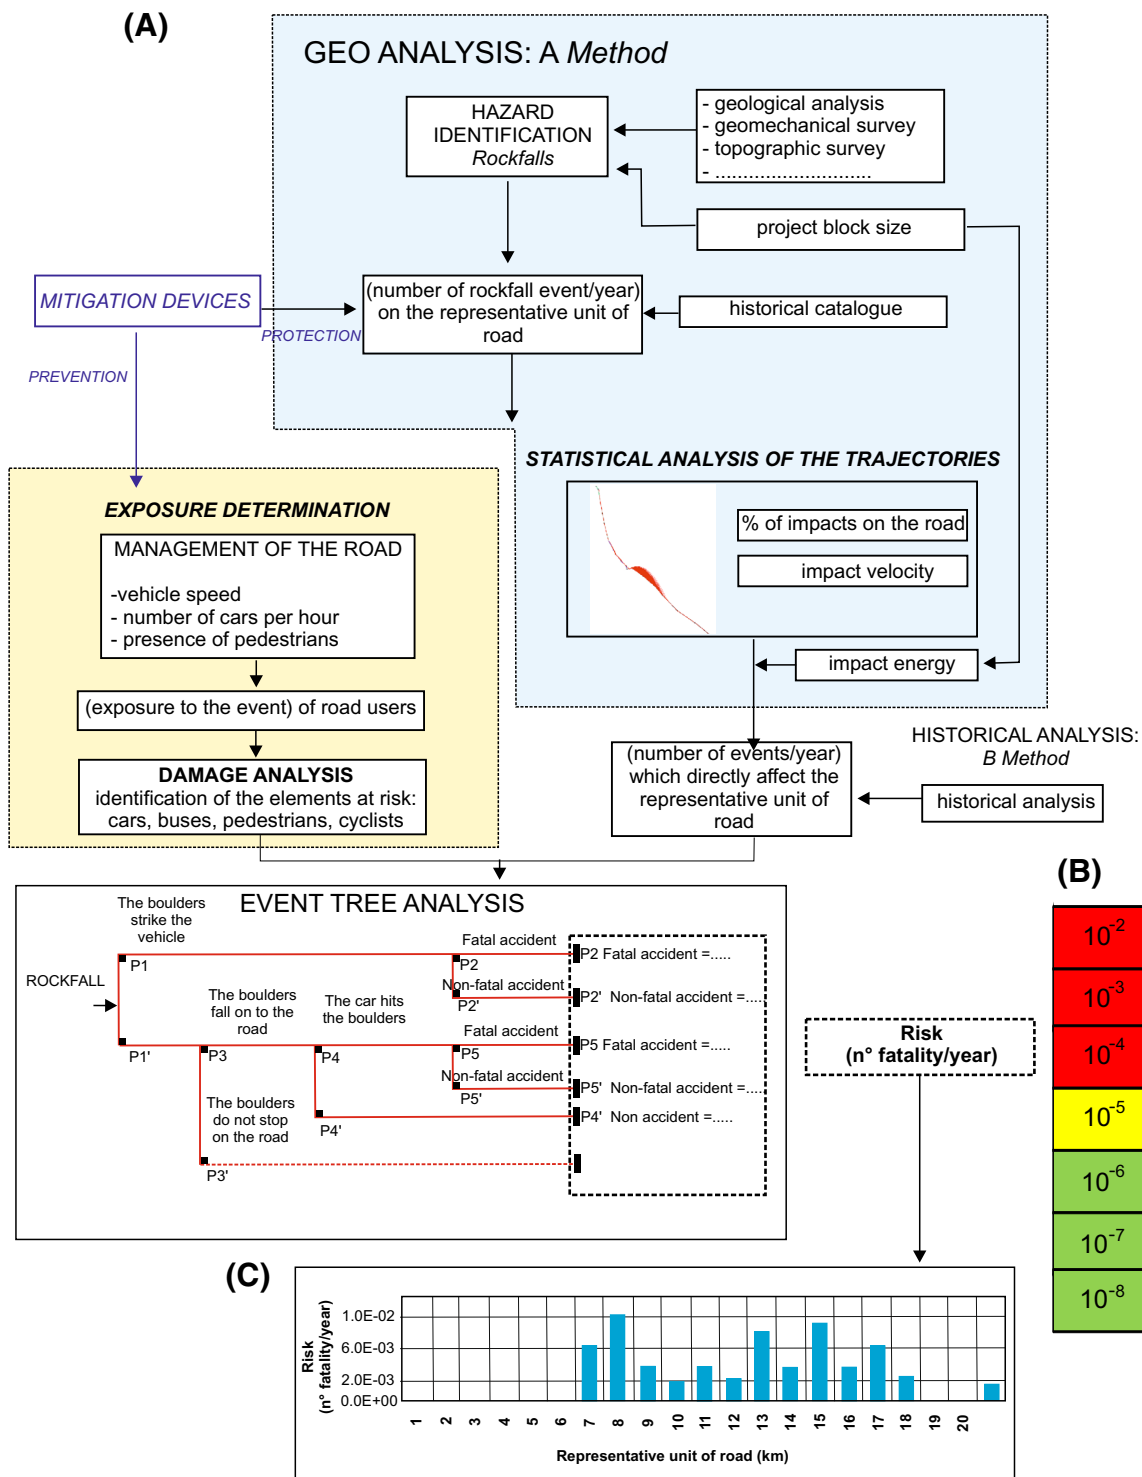 (A)
GEO ANALYSIS: A Method
HAZARD
IDENTIFICATION
Rockfalls
- geological analysis
- geomechanical survey
- topographic survey
- ...........................
project block size
MITIGATION DEVICES
PROTECTION
PREVENTION
(number of rockfall event/year)
on the representative unit of
road
historical catalogue
STATISTICAL ANALYSIS OF THE TRAJECTORIES
% of impacts on the road
impact velocity
impact energy
EXPOSURE DETERMINATION
MANAGEMENT OF THE ROAD
-vehicle speed
- number of cars per hour
- presence of pedestrians
(exposure to the event) of road users
DAMAGE ANALYSIS
identification of the elements at risk:
cars, buses, pedestrians, cyclists
(number of events/year)
which directly affect the
representative unit of
road
HISTORICAL ANALYSIS:
B Method
historical analysis
EVENT TREE ANALYSIS
The boulders
strike the
vehicle
ROCKFALL
P1
P1'
The boulders
fall on to the
road
P3
The boulders
do not stop
on the road
P3'
The car hits
the boulders
P4
P4'
Fatal accident
P2
Non-fatal accident
P2'
Fatal accident
P5
Non-fatal accident
P5'
P2 Fatal accident =.....
P2' Non-fatal accident =.....
P5 Fatal accident =.....
P5' Non-fatal accident =.....
P4' Non accident =.....
Risk
(n° fatality/year)
(B)
10-2
10-3
10-4
10-5
10-6
10-7
10-8
(C)
Risk
(n° fatality/year)
1.0E-02
6.0E-03
2.0E-03
0.0E+00
1 2 3 4 5 6 7 8 9 10 11 12 13 14 15 16 17 18 19 20
Representative unit of road (km)